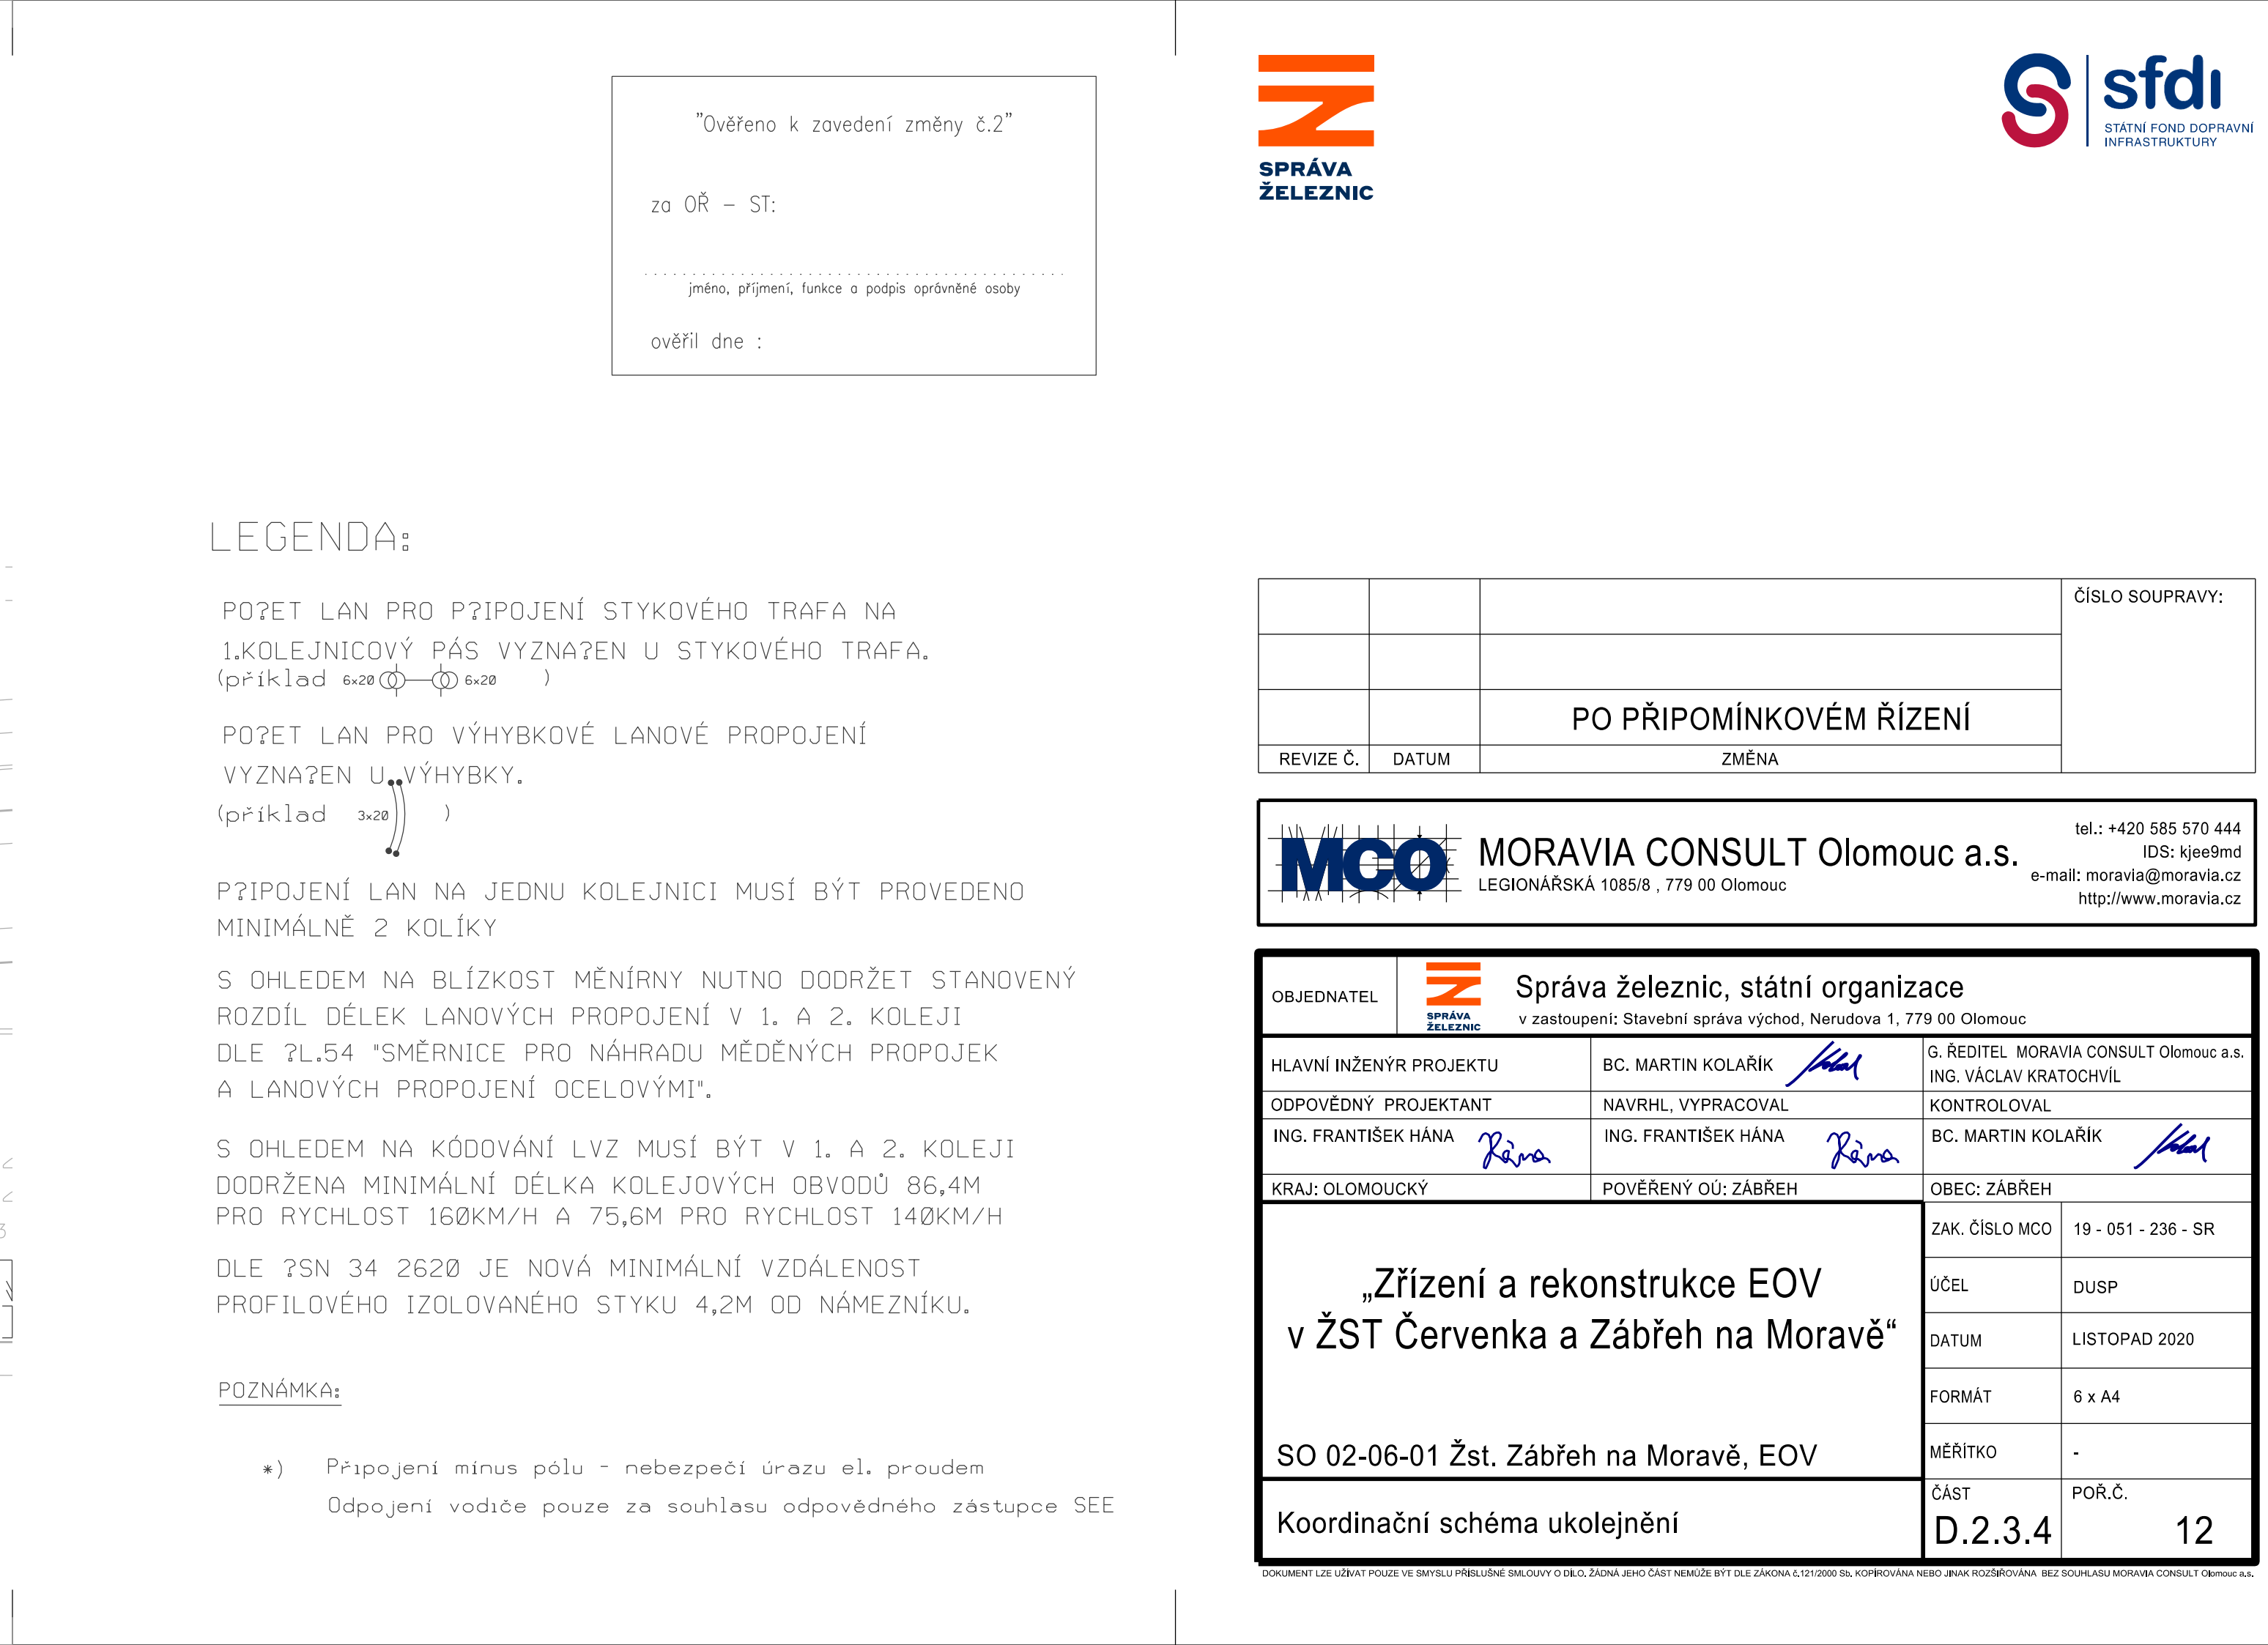 "Ověřeno k zavedení změny č.2"
za OŘ – ST:
jméno, příjmení, funkce a podpis oprávněné osoby
ověřil dne :
LEGENDA:
PO?ET LAN PRO P?IPOJENÍ STYKOVÉHO TRAFA NA
1.KOLEJNICOVÝ PÁS VYZNA?EN U STYKOVÉHO TRAFA.
(příklad 6x20 6x20 )
PO?ET LAN PRO VÝHYBKOVÉ LANOVÉ PROPOJENÍ
VYZNA?EN U VÝHYBKY.
(příklad 3x20 )
P?IPOJENÍ LAN NA JEDNU KOLEJNICI MUSÍ BÝT PROVEDENO
MINIMÁLNĚ 2 KOLÍKY
S OHLEDEM NA BLÍZKOST MĚNÍRNY NUTNO DODRŽET STANOVENÝ
ROZDÍL DÉLEK LANOVÝCH PROPOJENÍ V 1. A 2. KOLEJI
DLE ?L.54 "SMĚRNICE PRO NÁHRADU MĚDĚNÝCH PROPOJEK
A LANOVÝCH PROPOJENÍ OCELOVÝMI".
S OHLEDEM NA KÓDOVÁNÍ LVZ MUSÍ BÝT V 1. A 2. KOLEJI
DODRŽENA MINIMÁLNÍ DÉLKA KOLEJOVÝCH OBVODŮ 86,4M
PRO RYCHLOST 160KM/H A 75,6M PRO RYCHLOST 140KM/H
DLE ?SN 34 2620 JE NOVÁ MINIMÁLNÍ VZDÁLENOST
PROFILOVÉHO IZOLOVANÉHO STYKU 4,2M OD NÁMEZNÍKU.
POZNÁMKA:
*) Připojení mínus pólu - nebezpečí úrazu el. proudem
Odpojení vodiče pouze za souhlasu odpovědného zástupce SEE
SPRÁVA
ŽELEZNIC
sfdi
STÁTNÍ FOND DOPRAVNÍ
INFRASTRUKTURY
ČÍSLO SOUPRAVY:
PO PŘIPOMÍNKOVÉM ŘÍZENÍ
REVIZE Č. DATUM ZMĚNA
MCO
MORAVIA CONSULT Olomouc a.s.
LEGIONÁŘSKÁ 1085/8 , 779 00 Olomouc
tel.: +420 585 570 444
IDS: kjee9md
e-mail: moravia@moravia.cz
http://www.moravia.cz
OBJEDNATEL
SPRÁVA
ŽELEZNIC
Správa železnic, státní organizace
v zastoupení: Stavební správa východ, Nerudova 1, 779 00 Olomouc
HLAVNÍ INŽENÝR PROJEKTU BC. MARTIN KOLAŘÍK
G. ŘEDITEL MORAVIA CONSULT Olomouc a.s.
ING. VÁCLAV KRATOCHVÍL
ODPOVĚDNÝ PROJEKTANT NAVRHL, VYPRACOVAL KONTROLOVAL
ING. FRANTIŠEK HÁNA Hána ING. FRANTIŠEK HÁNA Hána BC. MARTIN KOLAŘÍK
KRAJ: OLOMOUCKÝ POVĚŘENÝ OÚ: ZÁBŘEH OBEC: ZÁBŘEH
„Zřízení a rekonstrukce EOV
v ŽST Červenka a Zábřeh na Moravě“
SO 02-06-01 Žst. Zábřeh na Moravě, EOV
Koordinační schéma ukolejnění
ZAK. ČÍSLO MCO 19 - 051 - 236 - SR
ÚČEL DUSP
DATUM LISTOPAD 2020
FORMÁT 6 x A4
MĚŘÍTKO -
ČÁST POŘ.Č.
D.2.3.4 12
DOKUMENT LZE UŽÍVAT POUZE VE SMYSLU PŘÍSLUŠNÉ SMLOUVY O DÍLO. ŽÁDNÁ JEHO ČÁST NEMŮŽE BÝT DLE ZÁKONA č.121/2000 Sb. KOPÍROVÁNA NEBO JINAK ROZŠIŘOVÁNA BEZ SOUHLASU MORAVIA CONSULT Olomouc a.s.